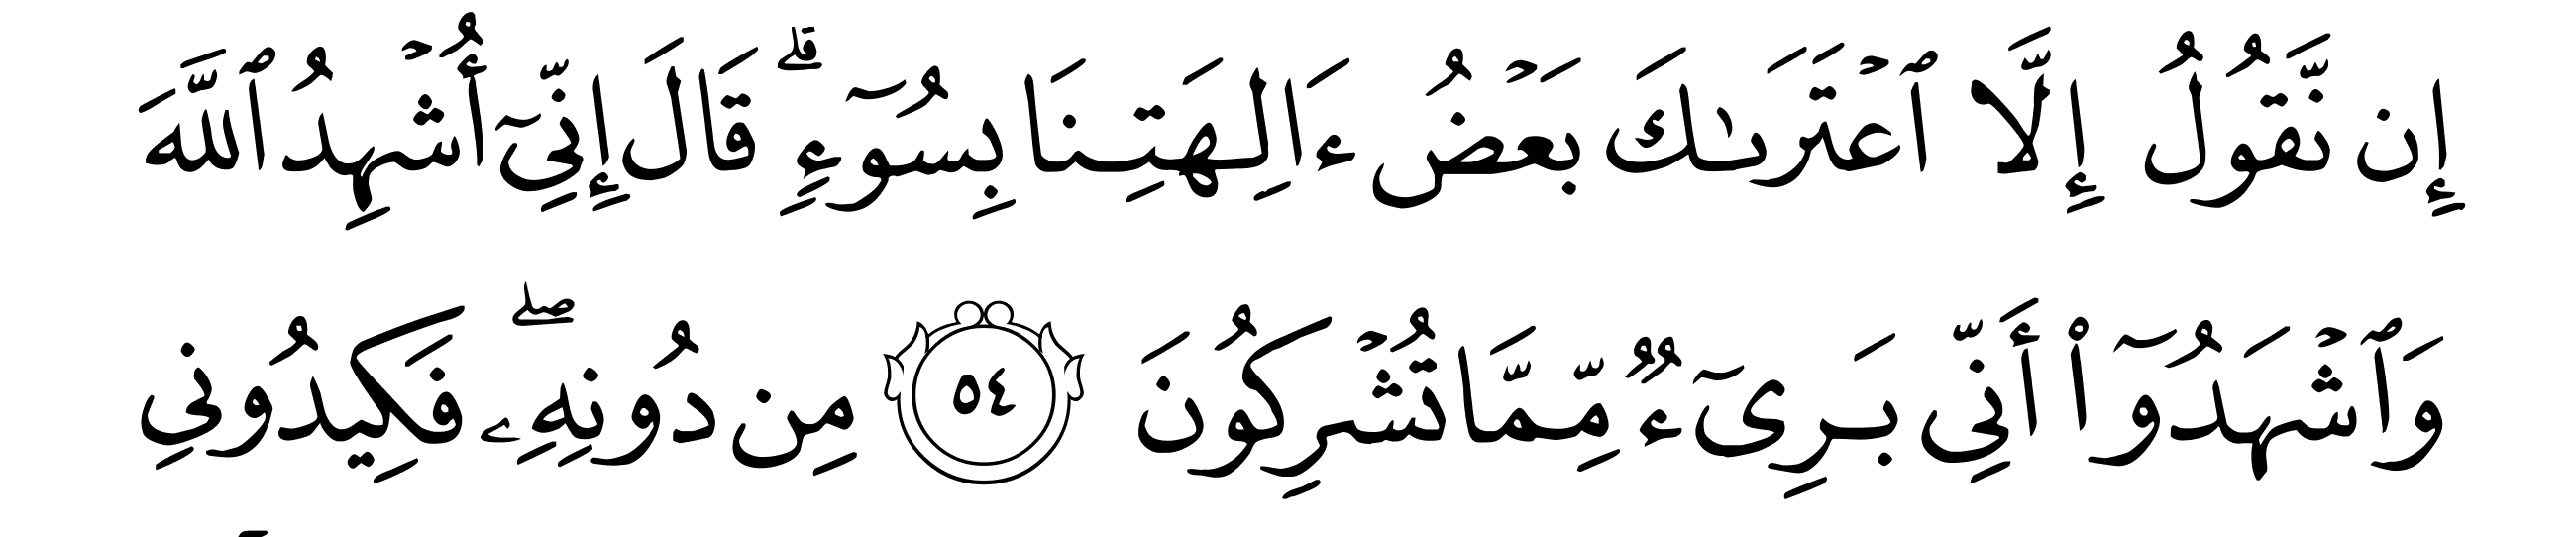 إِن نَّقُولُ إِلَّا ٱعۡتَرَىٰكَ بَعۡضُ ءَالِهَتِنَا بِسُوٓءٖۗ قَالَ إِنِّيٓ أُشۡهِدُ ٱللَّهَ
وَٱشۡهَدُوٓاْ أَنِّي بَرِيٓءٞ مِّمَّا تُشۡرِكُونَ ٥٤ مِن دُونِهِۦۖ فَكِيدُونِي